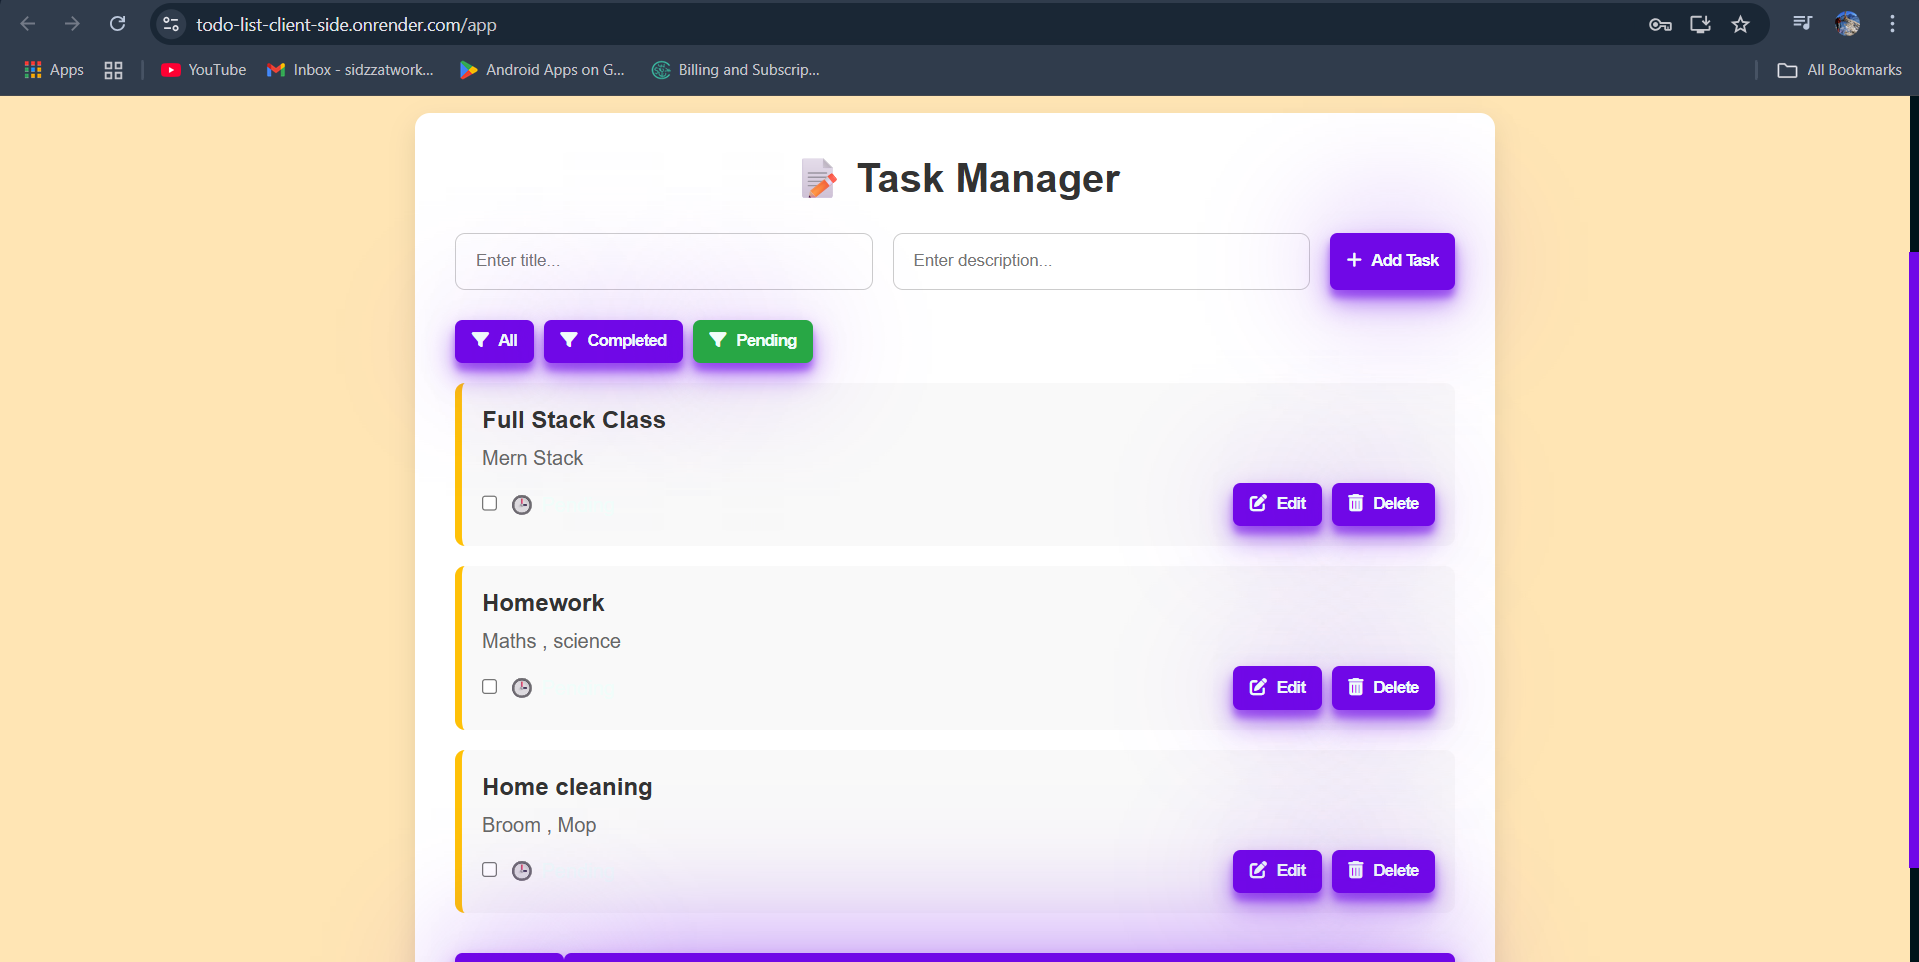 todo-list-client-side.onrender.com/app
Apps YouTube Inbox - sidzzatwork... Android Apps on G... Billing and Subscrip... All Bookmarks
Task Manager
Enter title... Enter description... + Add Task
All Completed Pending
Full Stack Class
Mern Stack
Edit Delete
Homework
Maths , science
Edit Delete
Home cleaning
Broom , Mop
Edit Delete